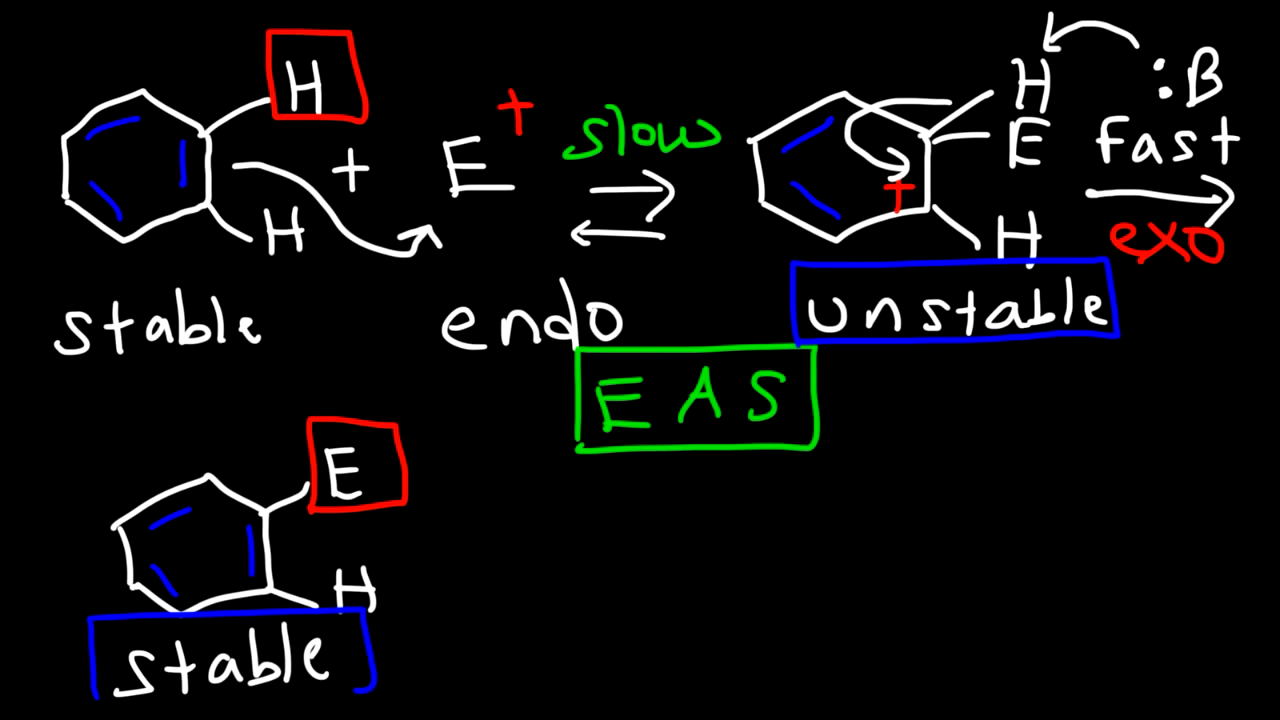 H
+ E+
slow
H
stable
endo
H
E
+
H
:B
Fast
exo
unstable
EAS
E
H
stable